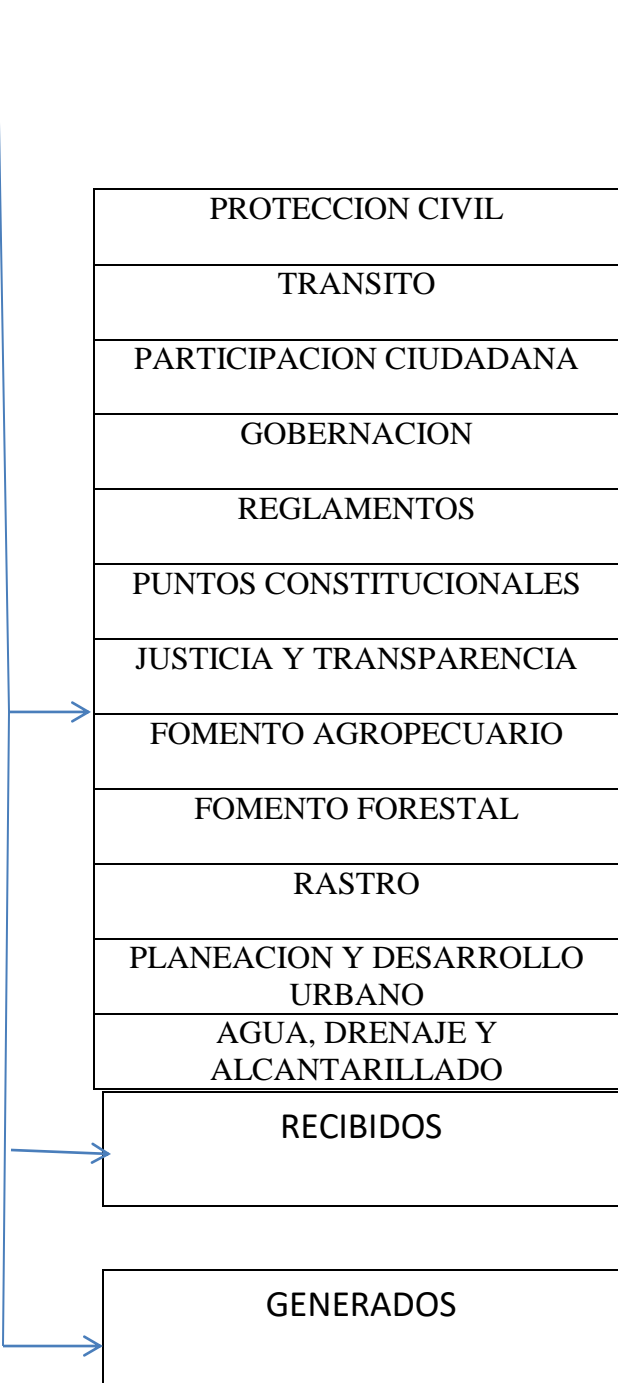 PROTECCION CIVIL
TRANSITO
PARTICIPACION CIUDADANA
GOBERNACION
REGLAMENTOS
PUNTOS CONSTITUCIONALES
JUSTICIA Y TRANSPARENCIA
FOMENTO AGROPECUARIO
FOMENTO FORESTAL
RASTRO
PLANEACION Y DESARROLLO
URBANO
AGUA, DRENAJE Y
ALCANTARILLADO
RECIBIDOS
GENERADOS